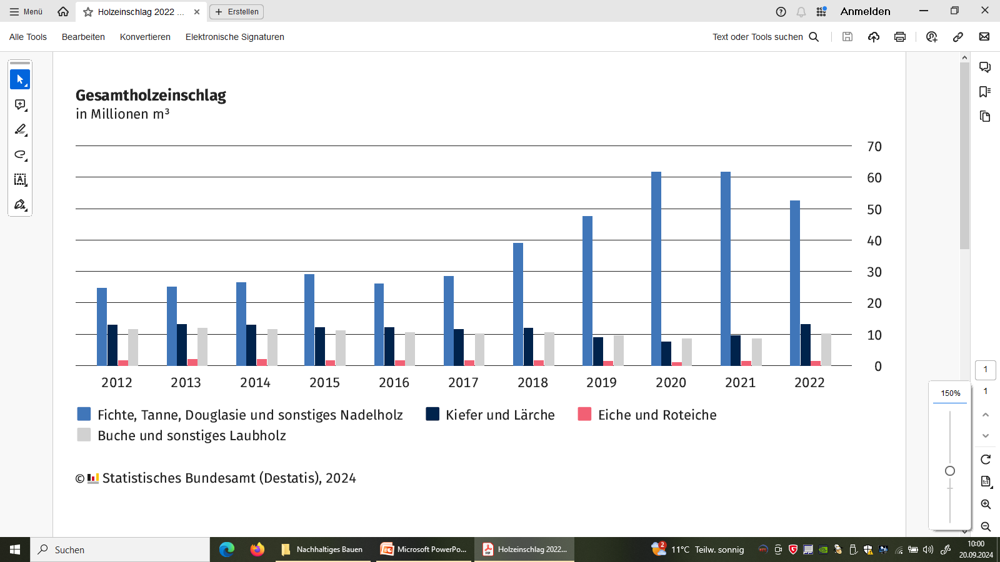 Menü
Holzeinschlag 2022 ...
Erstellen
Anmelden
Alle Tools Bearbeiten Konvertieren Elektronische Signaturen
Text oder Tools suchen
Gesamtholzeinschlag
in Millionen m³
70
60
50
40
30
20
10
0
2012 2013 2014 2015 2016 2017 2018 2019 2020 2021 2022
Fichte, Tanne, Douglasie und sonstiges Nadelholz
Kiefer und Lärche
Eiche und Roteiche
Buche und sonstiges Laubholz
© Statistisches Bundesamt (Destatis), 2024
1
150%
1
Suchen
Nachhaltiges Bauen
Microsoft PowerPo...
Holzeinschlag 2022...
2
11°C Teilw. sonnig
10:00
20.09.2024